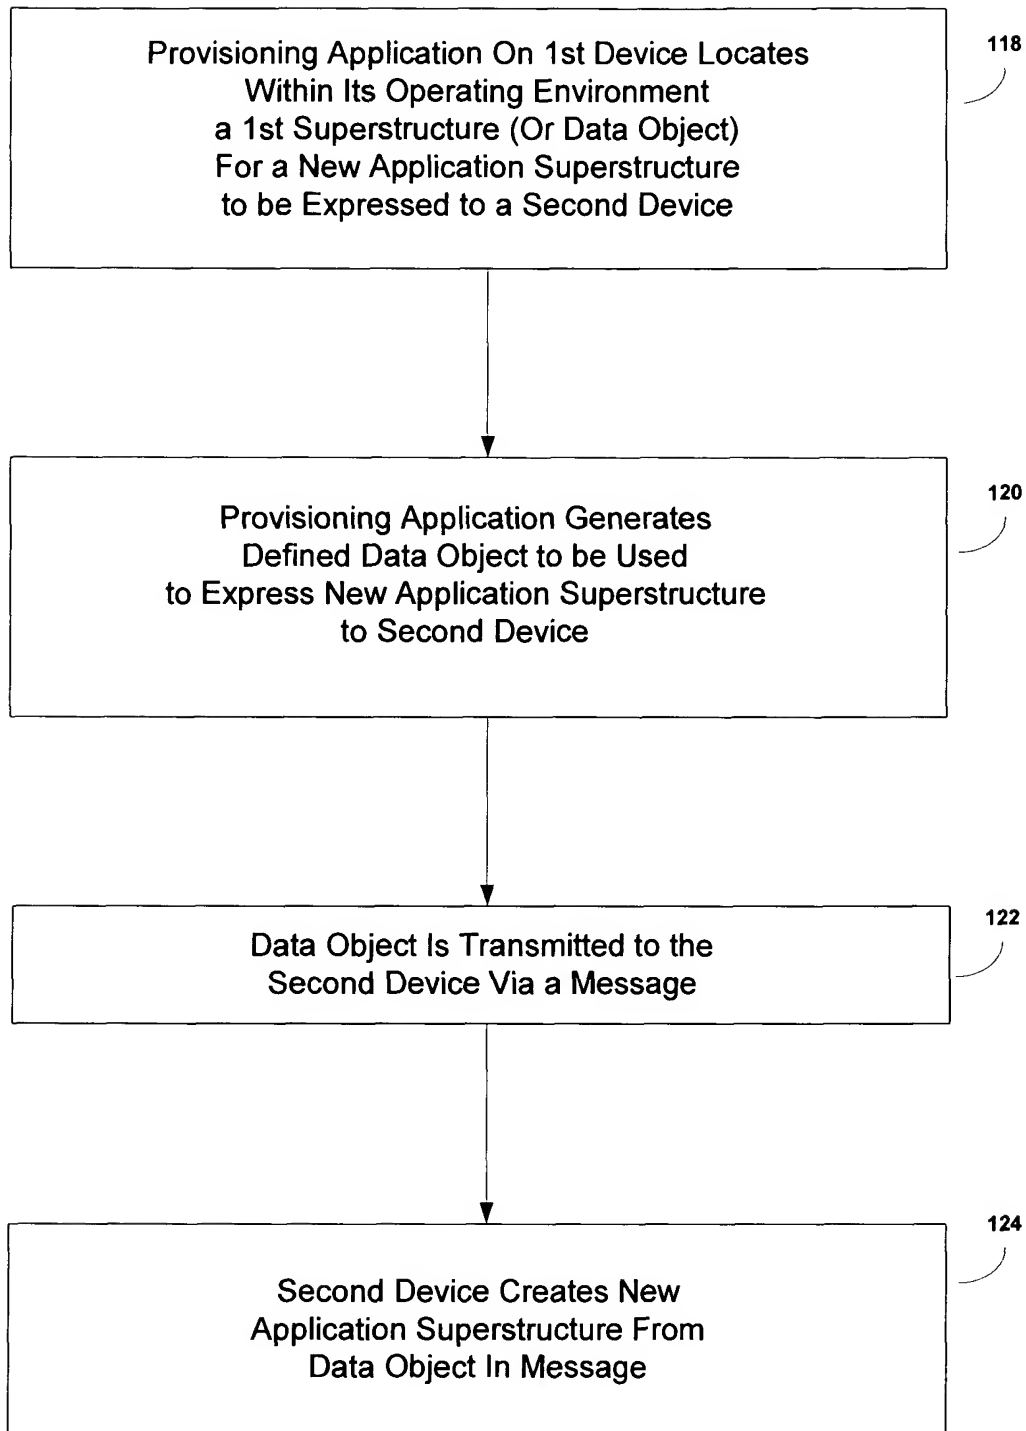 Provisioning Application On 1st Device Locates
Within Its Operating Environment
a 1st Superstructure (Or Data Object)
For a New Application Superstructure
to be Expressed to a Second Device
118
Provisioning Application Generates
Defined Data Object to be Used
to Express New Application Superstructure
to Second Device
120
Data Object Is Transmitted to the
Second Device Via a Message
122
Second Device Creates New
Application Superstructure From
Data Object In Message
124